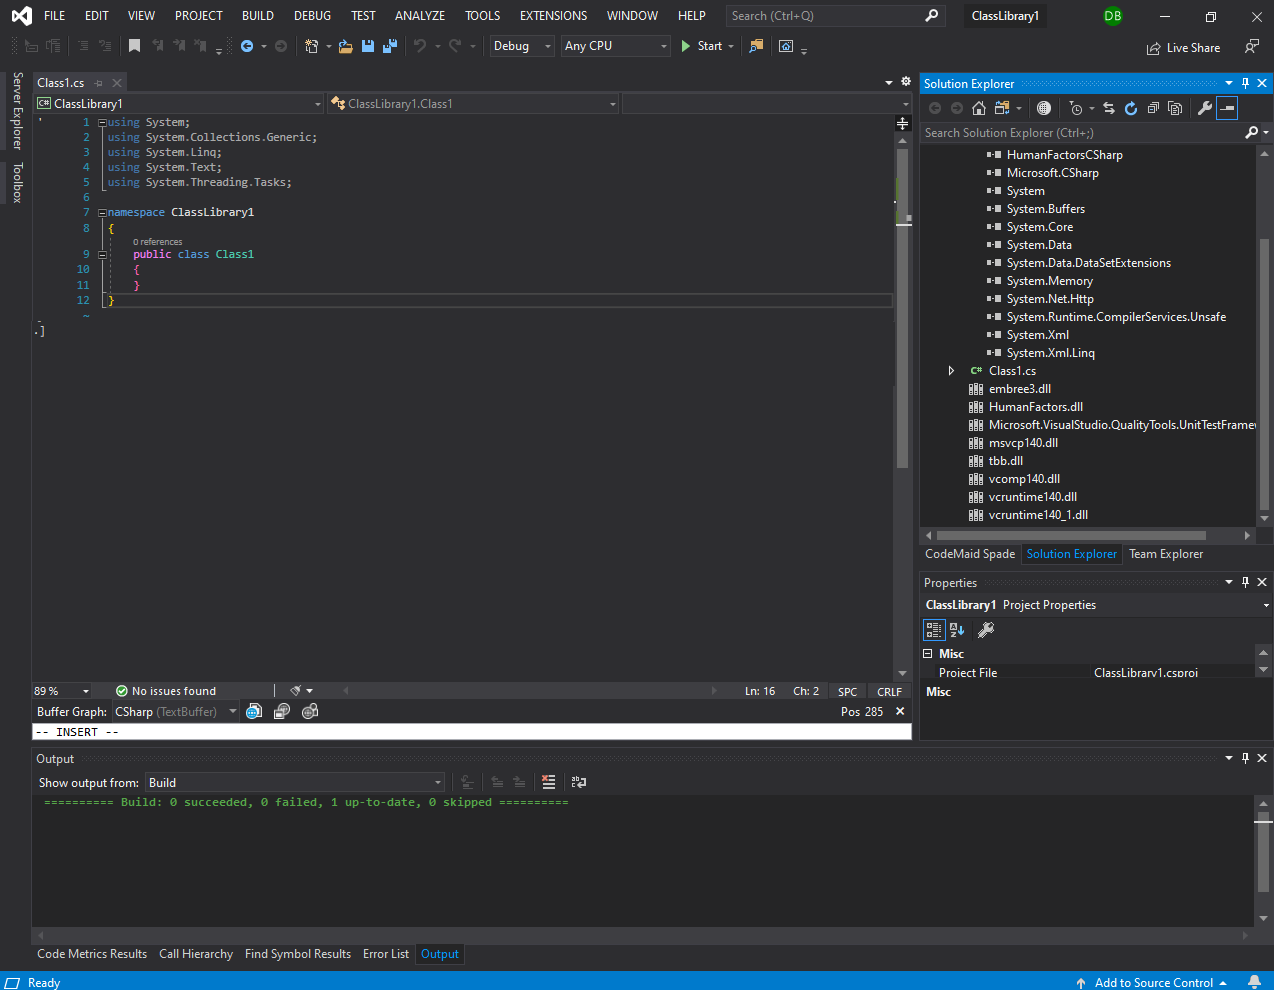 FILE EDIT VIEW PROJECT BUILD DEBUG TEST ANALYZE TOOLS EXTENSIONS WINDOW HELP Search (Ctrl+Q) ClassLibrary1 DB
Debug Any CPU Start Live Share
Server Explorer
Toolbox
Class1.cs
C# ClassLibrary1 ClassLibrary1.Class1
1 using System;
2 using System.Collections.Generic;
3 using System.Linq;
4 using System.Text;
5 using System.Threading.Tasks;
6
7 namespace ClassLibrary1
8 {
0 references
9 public class Class1
10 {
11 }
12 }
~
.]
89 % No issues found Ln: 16 Ch: 2 SPC CRLF
Buffer Graph: CSharp (TextBuffer) Pos 285
-- INSERT --
Solution Explorer
Search Solution Explorer (Ctrl+;)
HumanFactorsCSharp
Microsoft.CSharp
System
System.Buffers
System.Core
System.Data
System.Data.DataSetExtensions
System.Memory
System.Net.Http
System.Runtime.CompilerServices.Unsafe
System.Xml
System.Xml.Linq
C# Class1.cs
embree3.dll
HumanFactors.dll
Microsoft.VisualStudio.QualityTools.UnitTestFramew
msvcp140.dll
tbb.dll
vcomp140.dll
vcruntime140.dll
vcruntime140_1.dll
CodeMaid Spade Solution Explorer Team Explorer
Properties
ClassLibrary1 Project Properties
Misc
Project File ClassLibrary1.csproj
Misc
Output
Show output from: Build
========== Build: 0 succeeded, 0 failed, 1 up-to-date, 0 skipped ==========
Code Metrics Results Call Hierarchy Find Symbol Results Error List Output
Ready Add to Source Control